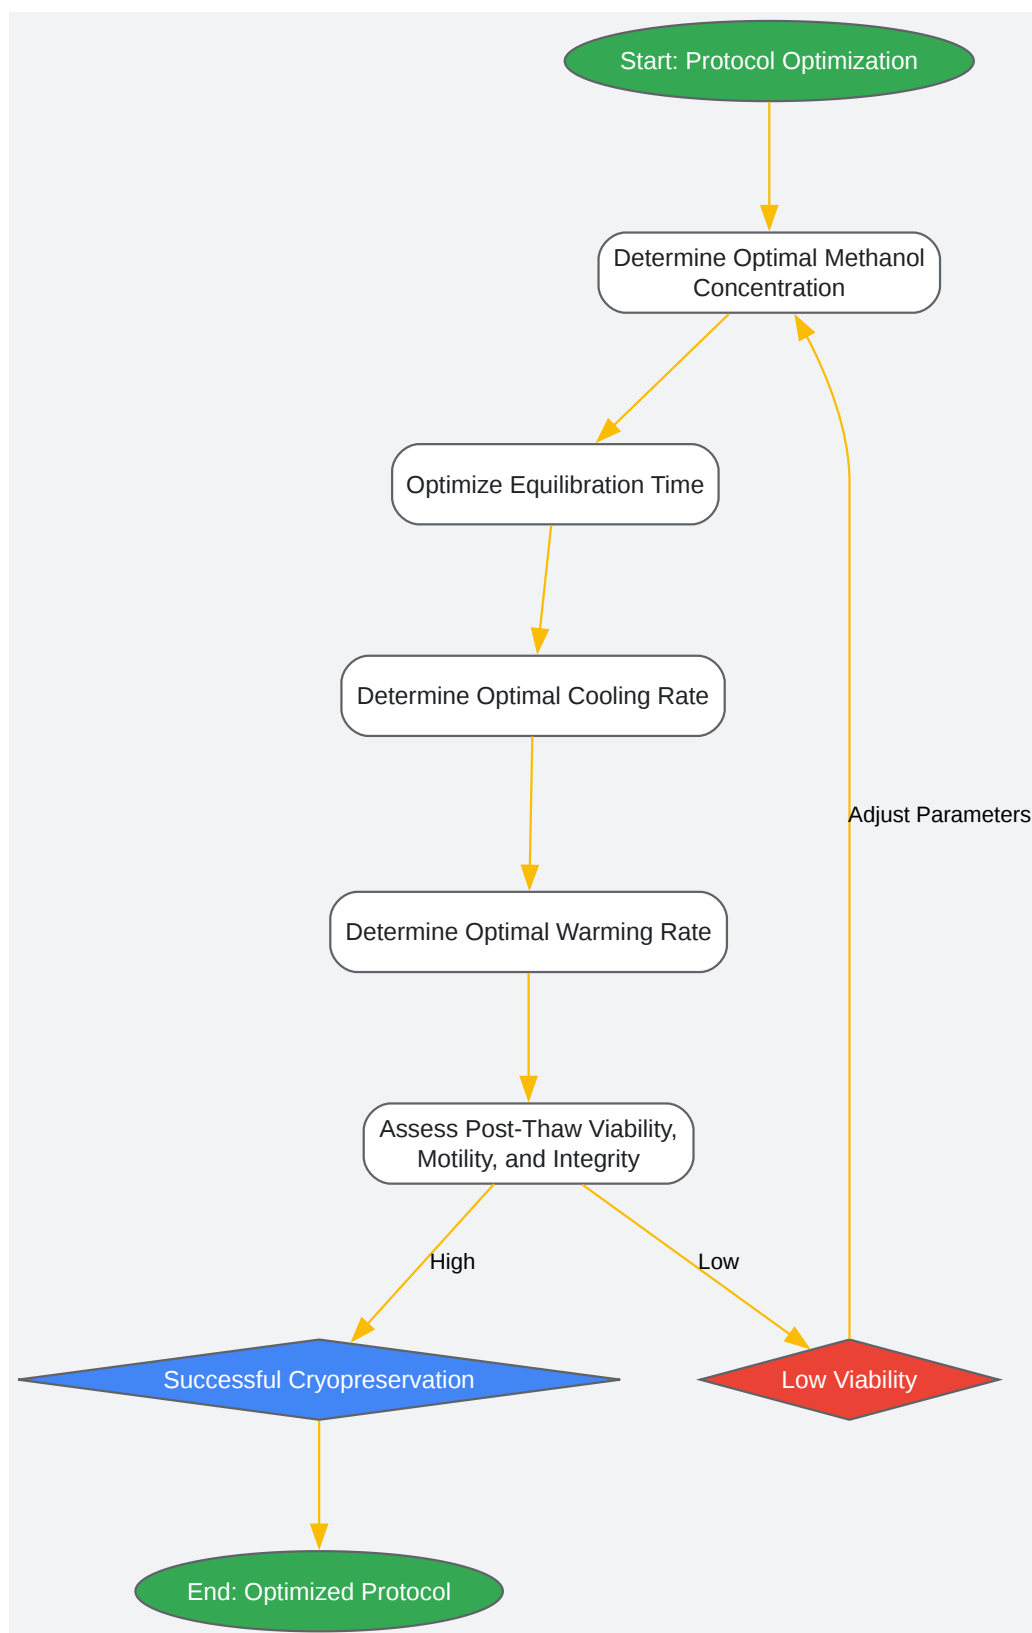 Start: Protocol Optimization
Determine Optimal Methanol
Concentration
Optimize Equilibration Time
Determine Optimal Cooling Rate
Adjust Parameters
Determine Optimal Warming Rate
Assess Post-Thaw Viability,
Motility, and Integrity
High
Low
Successful Cryopreservation
Low Viability
End: Optimized Protocol